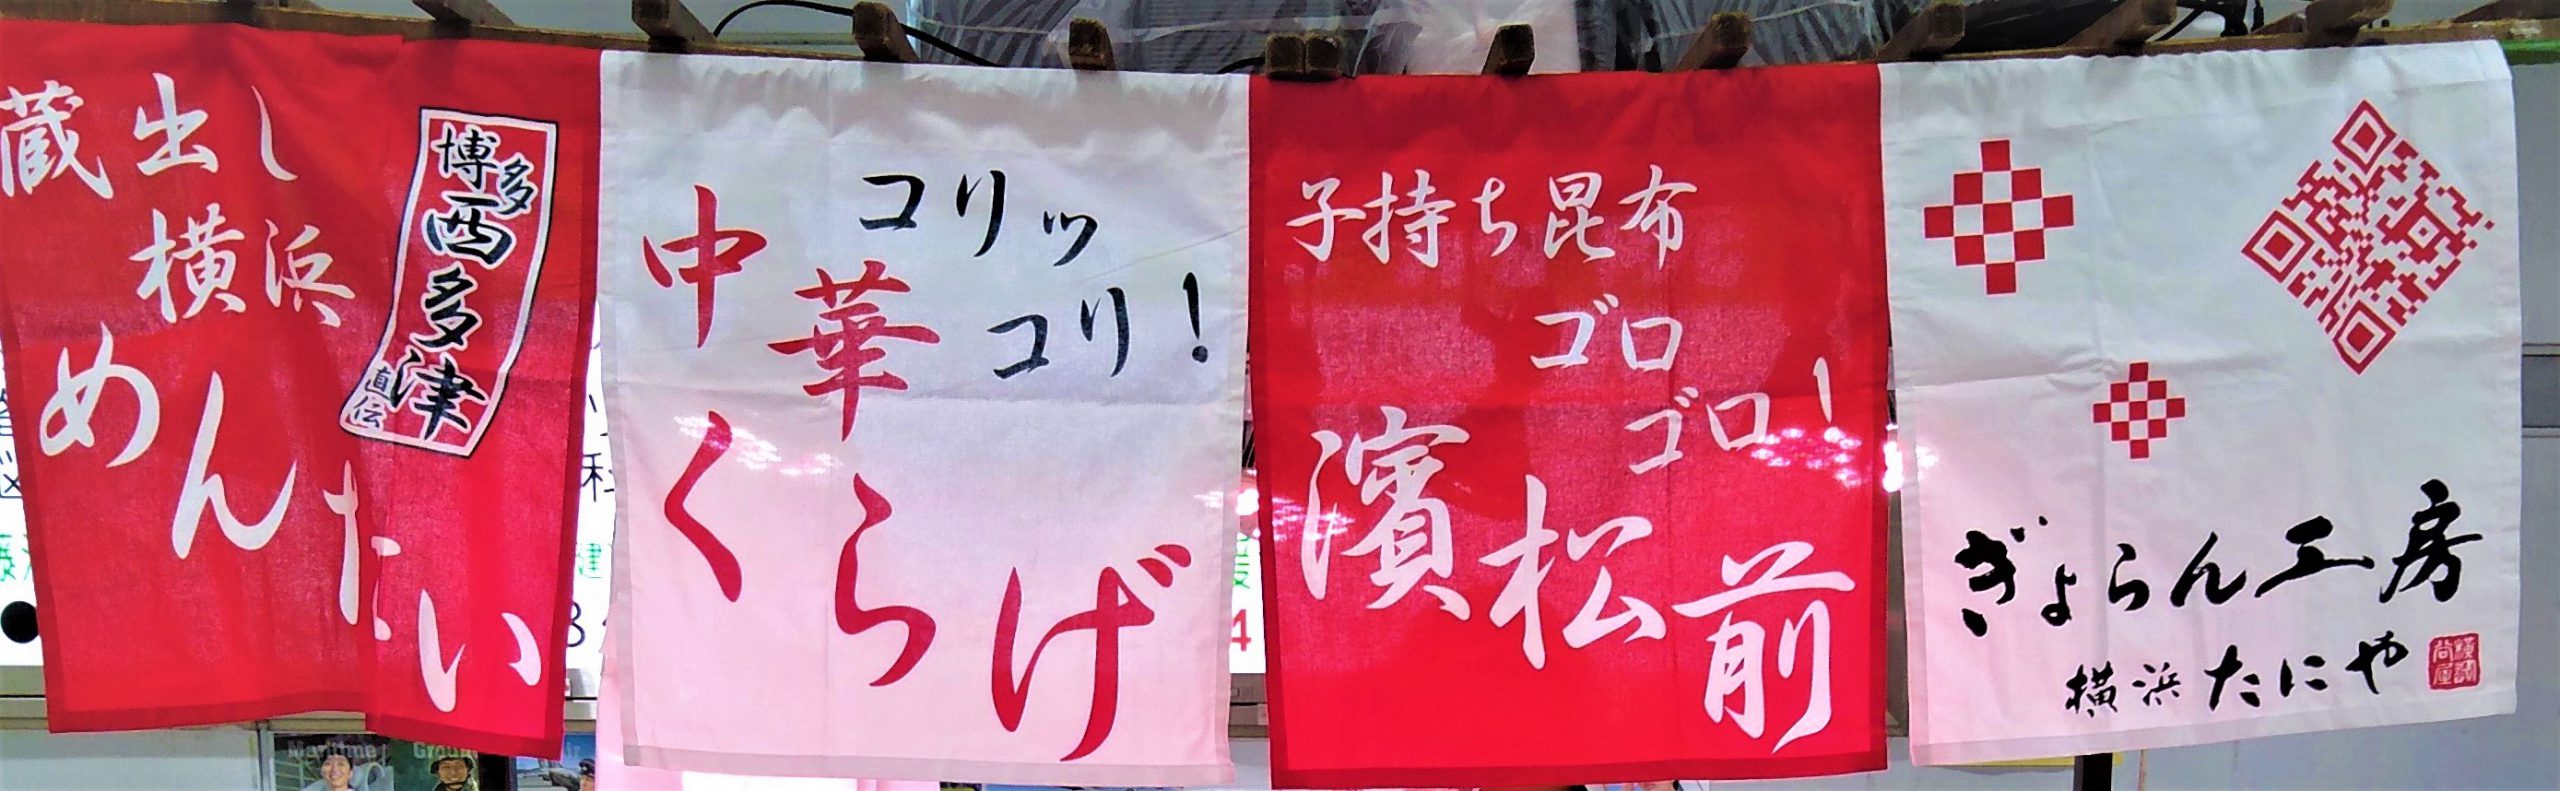 蔵出し
横浜
めんたい
博多
西多津
直伝
コリッ
コリ!
中華
くらげ
子持ち昆布
ゴロ
ゴロ!
濱松前
ぎょらん工房
横浜たにや
Maritime
Groun